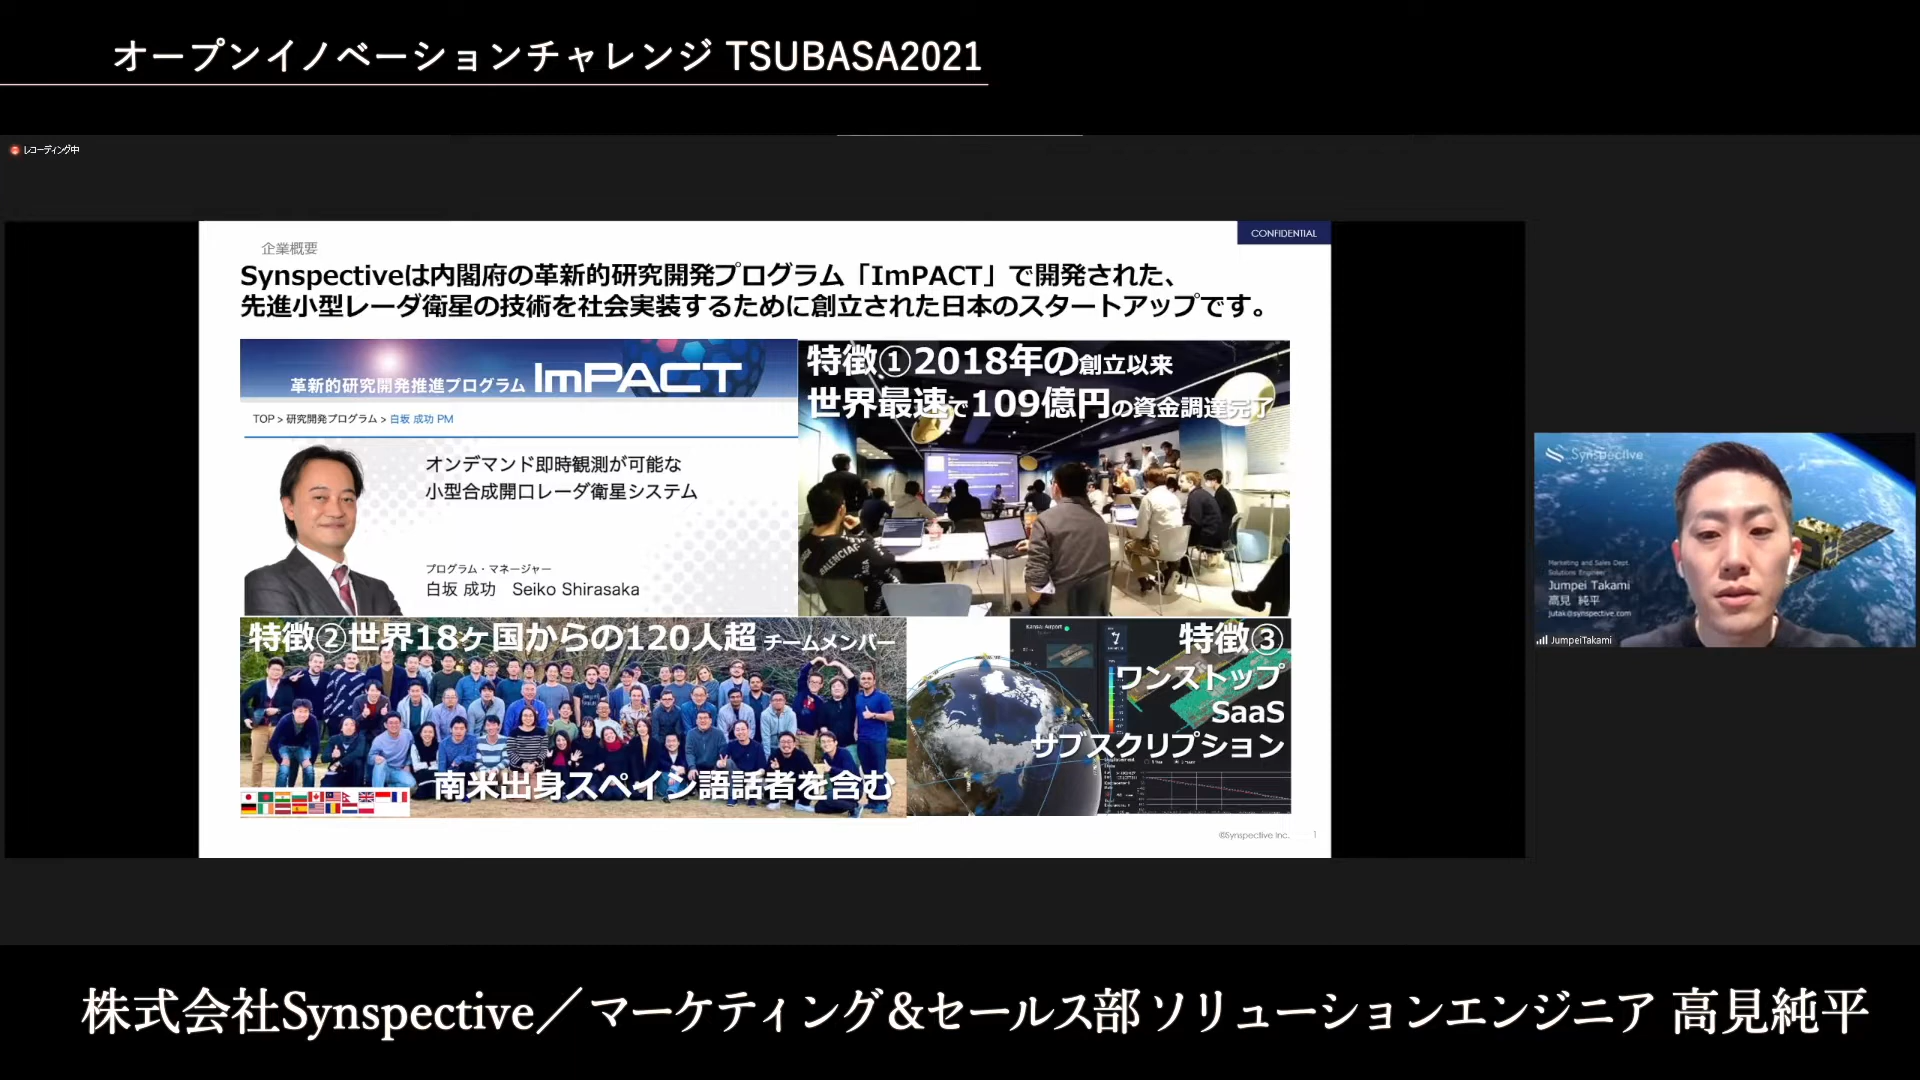 オープンイノベーションチャレンジ TSUBASA2021
レコーディング中
CONFIDENTIAL
企業概要
Synspectiveは内閣府の革新的研究開発プログラム「ImPACT」で開発された、
先進小型レーダ衛星の技術を社会実装するために創立された日本のスタートアップです。
革新的研究開発推進プログラム ImPACT
TOP > 研究開発プログラム > 白坂 成功 PM
オンデマンド即時観測が可能な
小型合成開口レーダ衛星システム
プログラム・マネージャー
白坂 成功 Seiko Shirasaka
特徴①2018年の創立以来
世界最速で109億円の資金調達完了
特徴②世界18ヶ国からの120人超 チームメンバー
南米出身スペイン語話者を含む
特徴③
ワンストップ
SaaS
サブスクリプション
©Synspective Inc. 1
Synspective
Marketing and Sales Dept.
Solutions Engineer
Jumpei Takami
高見 純平
jutak@synspective.com
JumpeiTakami
株式会社Synspective／マーケティング＆セールス部 ソリューションエンジニア 高見純平